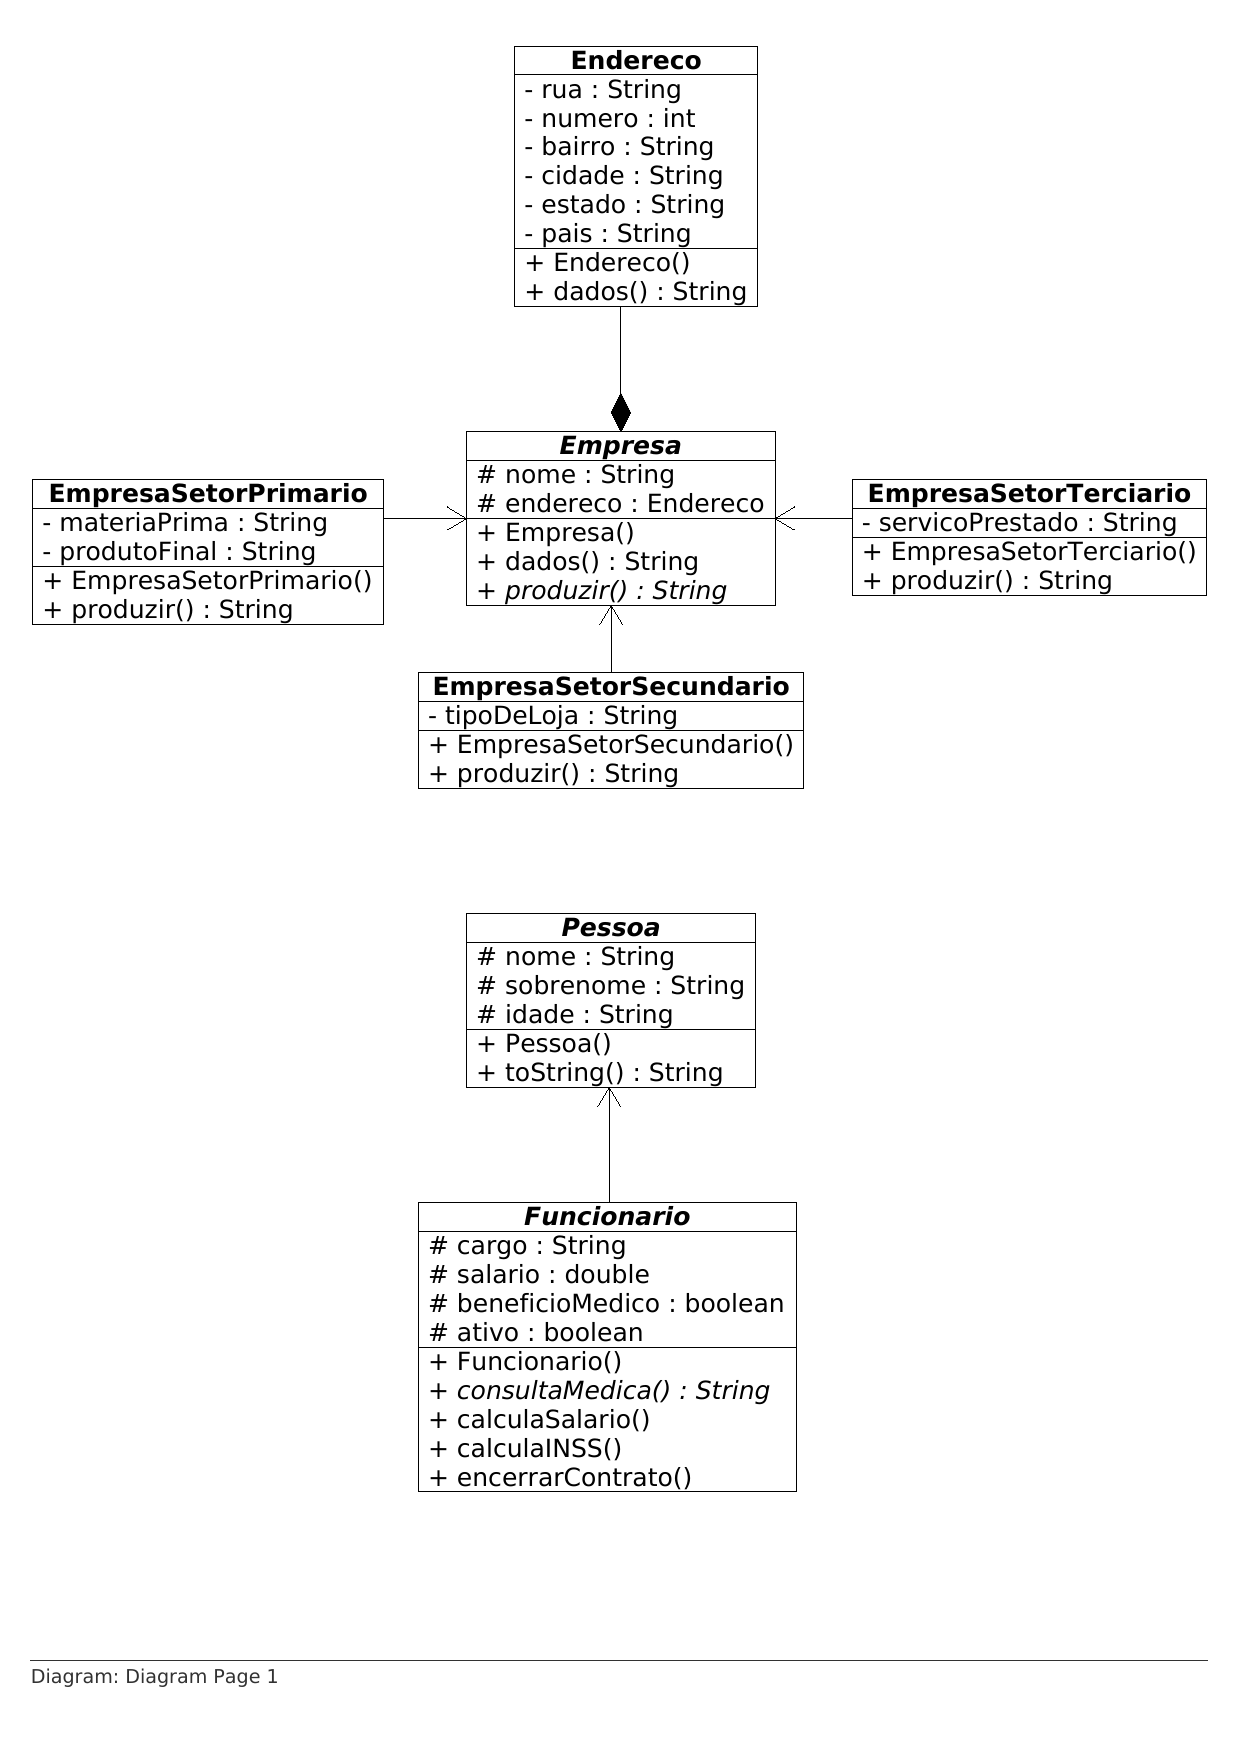 Endereco
- rua : String
- numero : int
- bairro : String
- cidade : String
- estado : String
- pais : String
+ Endereco()
+ dados() : String
Empresa
# nome : String
# endereco : Endereco
+ Empresa()
+ dados() : String
+ produzir() : String
EmpresaSetorPrimario
- materiaPrima : String
- produtoFinal : String
+ EmpresaSetorPrimario()
+ produzir() : String
EmpresaSetorTerciario
- servicoPrestado : String
+ EmpresaSetorTerciario()
+ produzir() : String
EmpresaSetorSecundario
- tipoDeLoja : String
+ EmpresaSetorSecundario()
+ produzir() : String
Pessoa
# nome : String
# sobrenome : String
# idade : String
+ Pessoa()
+ toString() : String
Funcionario
# cargo : String
# salario : double
# beneficioMedico : boolean
# ativo : boolean
+ Funcionario()
+ consultaMedica() : String
+ calculaSalario()
+ calculaINSS()
+ encerrarContrato()
Diagram: Diagram Page 1